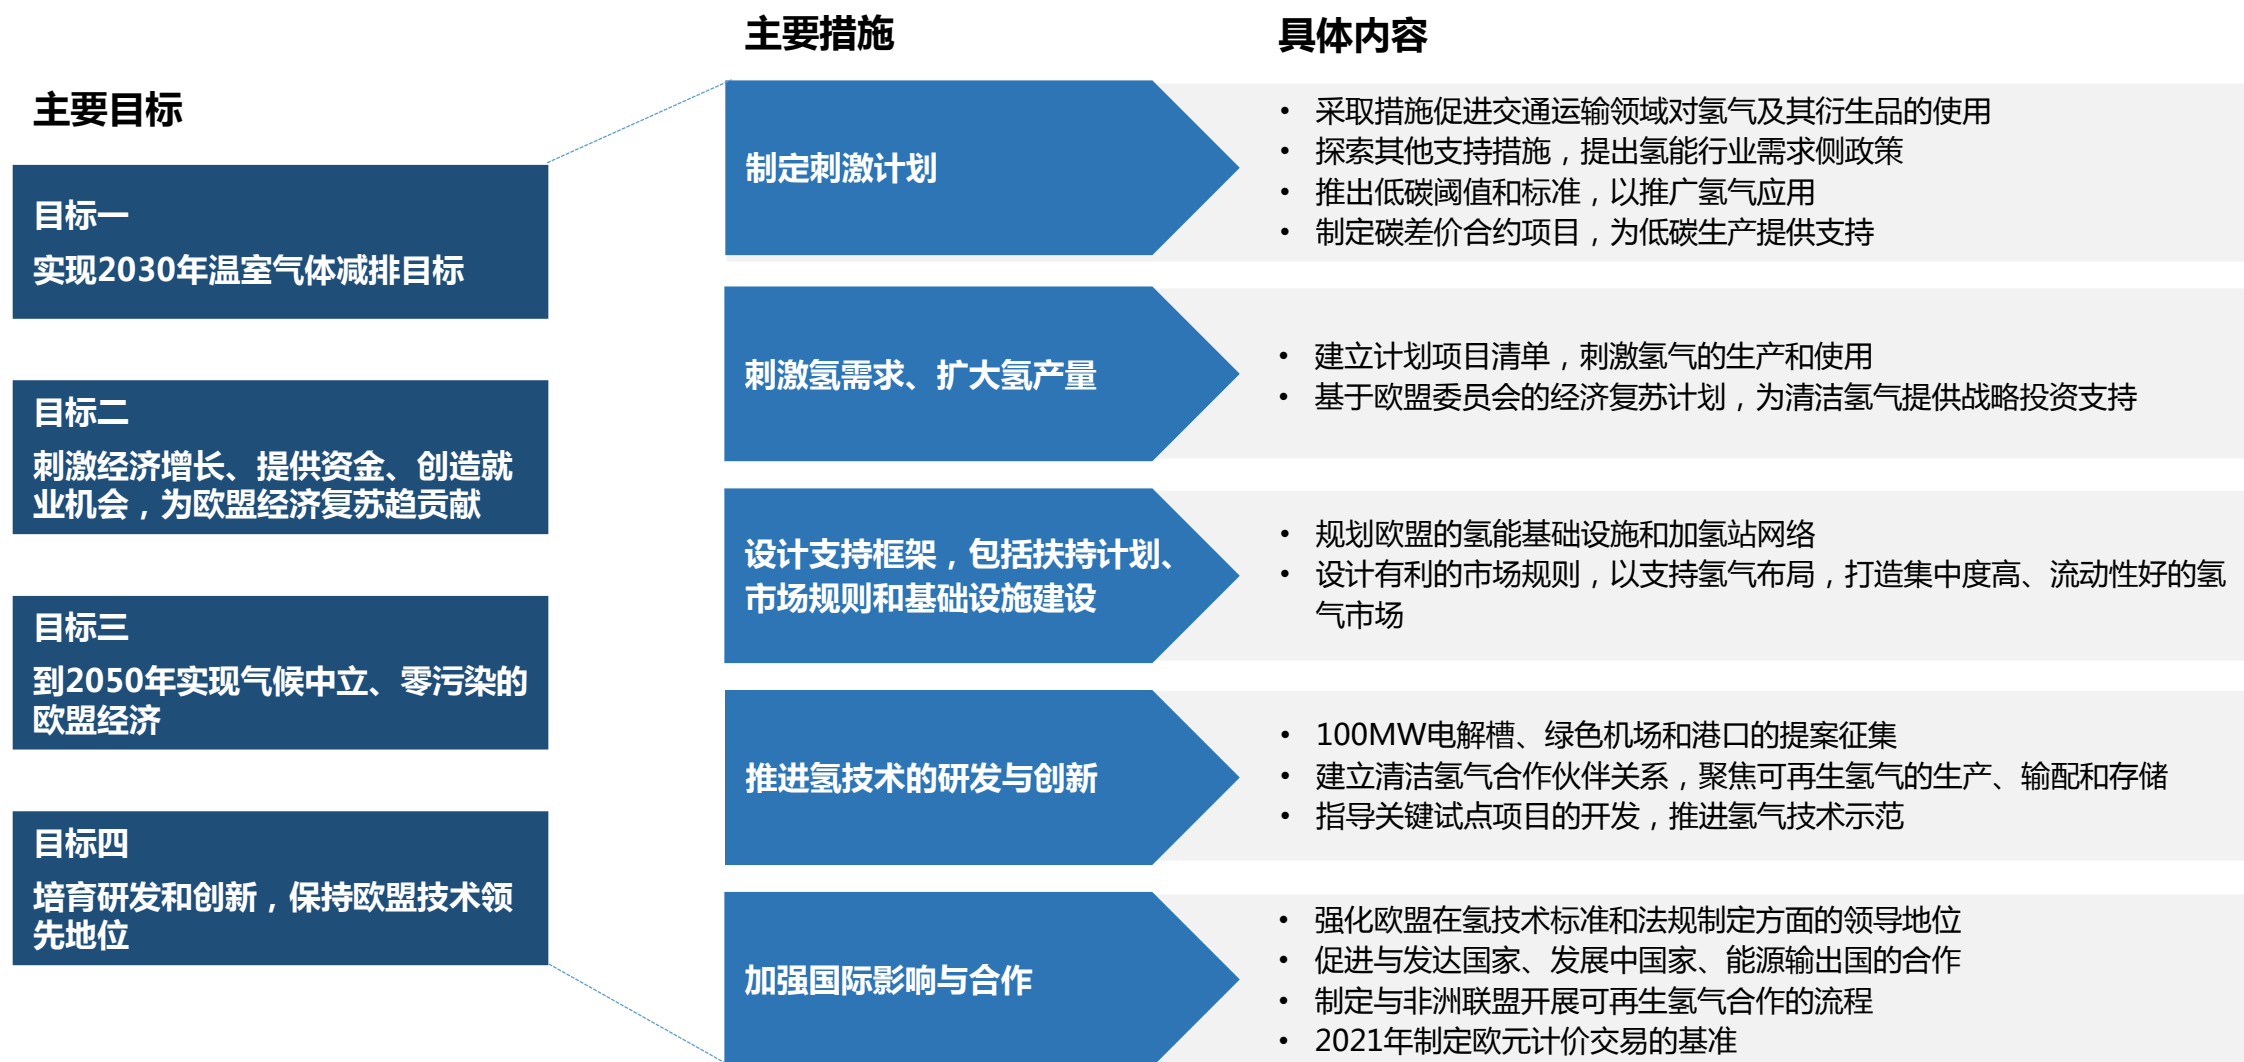 主要目标
目标一
实现2030年温室气体减排目标
目标二
刺激经济增长、提供资金、创造就
业机会，为欧盟经济复苏趋贡献
目标三
到2050年实现气候中立、零污染的
欧盟经济
目标四
培育研发和创新，保持欧盟技术领
先地位
主要措施
具体内容
制定刺激计划
• 采取措施促进交通运输领域对氢气及其衍生品的使用
• 探索其他支持措施，提出氢能行业需求侧政策
• 推出低碳阈值和标准，以推广氢气应用
• 制定碳差价合约项目，为低碳生产提供支持
刺激氢需求、扩大氢产量
• 建立计划项目清单，刺激氢气的生产和使用
• 基于欧盟委员会的经济复苏计划，为清洁氢气提供战略投资支持
设计支持框架，包括扶持计划、
市场规则和基础设施建设
• 规划欧盟的氢能基础设施和加氢站网络
• 设计有利的市场规则，以支持氢气布局，打造集中度高、流动性好的氢
气市场
推进氢技术的研发与创新
• 100MW电解槽、绿色机场和港口的提案征集
• 建立清洁氢气合作伙伴关系，聚焦可再生氢气的生产、输配和存储
• 指导关键试点项目的开发，推进氢气技术示范
加强国际影响与合作
• 强化欧盟在氢技术标准和法规制定方面的领导地位
• 促进与发达国家、发展中国家、能源输出国的合作
• 制定与非洲联盟开展可再生氢气合作的流程
• 2021年制定欧元计价交易的基准